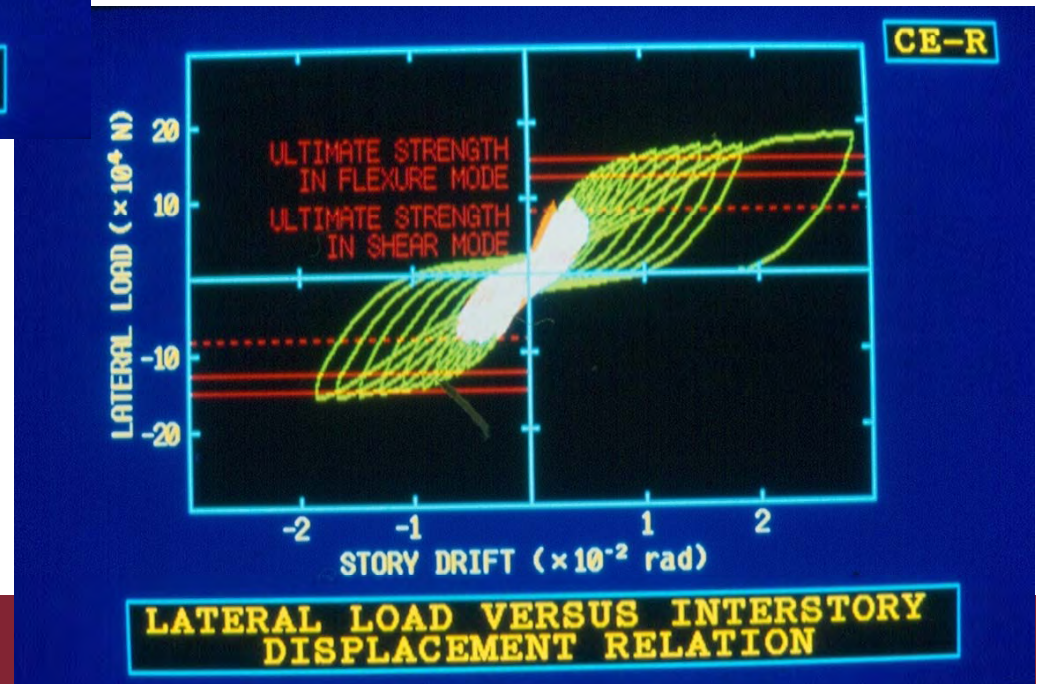 CE-R
LATERAL LOAD (×10⁴ N)
20
10
-10
-20
ULTIMATE STRENGTH
IN FLEXURE MODE
ULTIMATE STRENGTH
IN SHEAR MODE
-2
-1
1
2
STORY DRIFT (×10⁻² rad)
LATERAL LOAD VERSUS INTERSTORY
DISPLACEMENT RELATION